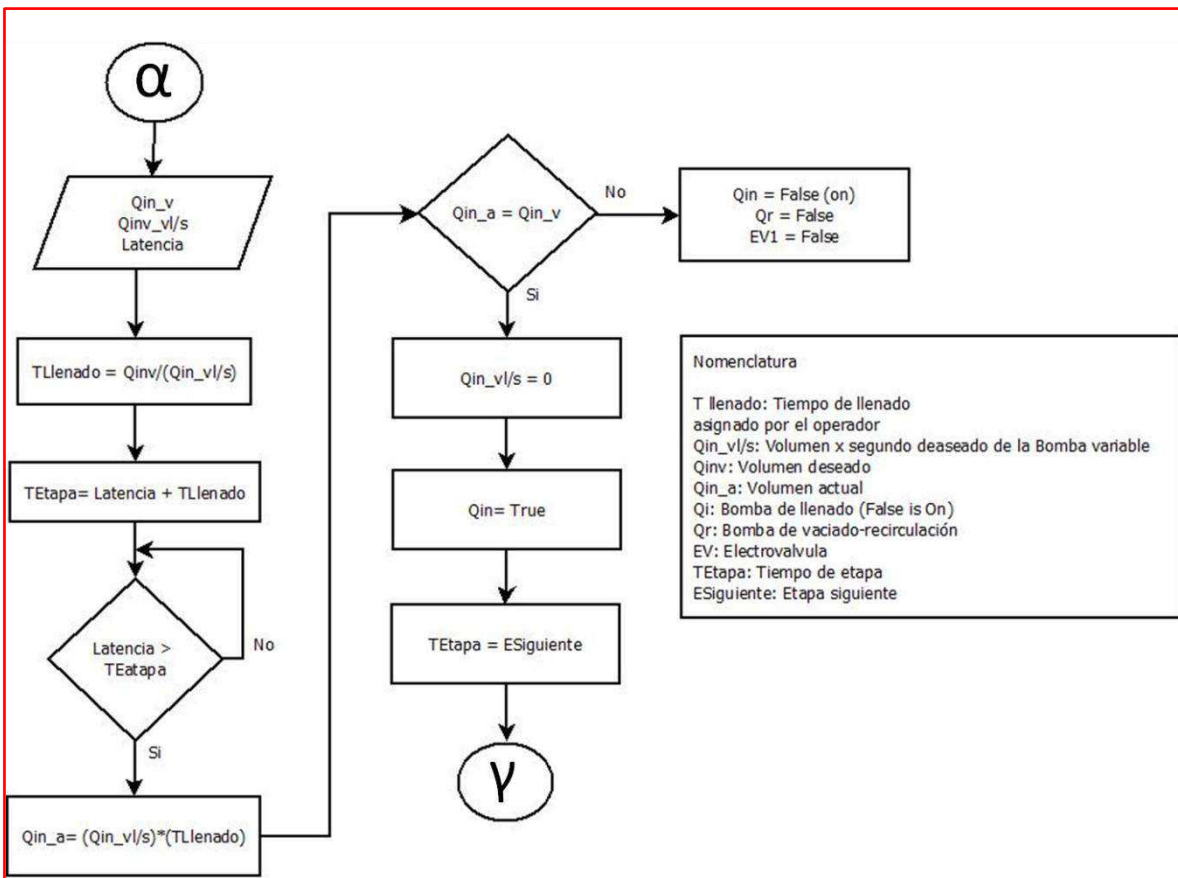 α
Qin_v
Qinv_vl/s
Latencia
TLlenado = Qinv/(Qin_vl/s)
TEtapa= Latencia + TLlenado
Latencia >
TEatapa
No
Si
Qin_a= (Qin_vl/s)*(TLlenado)
Qin_a = Qin_v
No
Qin = False (on)
Qr = False
EV1 = False
Si
Qin_vl/s = 0
Qin= True
TEtapa = ESiguiente
γ
Nomenclatura
T llenado: Tiempo de llenado
asignado por el operador
Qin_vl/s: Volumen x segundo deaseado de la Bomba variable
Qinv: Volumen deseado
Qin_a: Volumen actual
Qi: Bomba de llenado (False is On)
Qr: Bomba de vaciado-recirculación
EV: Electrovalvula
TEtapa: Tiempo de etapa
ESiguiente: Etapa siguiente